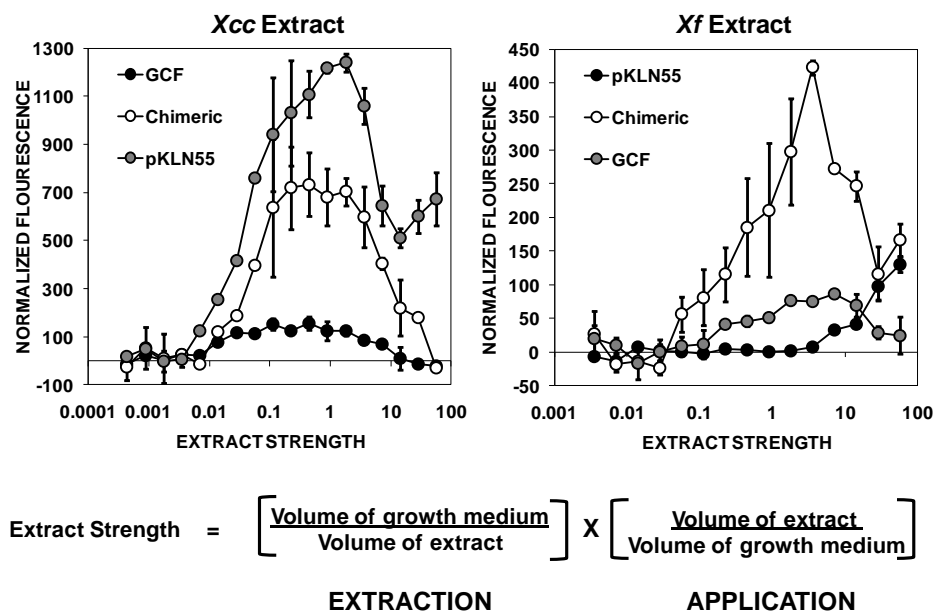 Xcc Extract
1300
1100
900
700
500
300
100
-100
NORMALIZED FLOURESCENCE
GCF
Chimeric
pKLN55
0.0001
0.001
0.01
0.1
1
10
100
EXTRACT STRENGTH
Xf Extract
450
400
350
300
250
200
150
100
50
0
-50
NORMALIZED FLOURESCENCE
pKLN55
Chimeric
GCF
0.001
0.01
0.1
1
10
100
EXTRACT STRENGTH
Extract Strength = [Volume of growth medium
Volume of extract] X [Volume of extract
Volume of growth medium]
EXTRACTION
APPLICATION